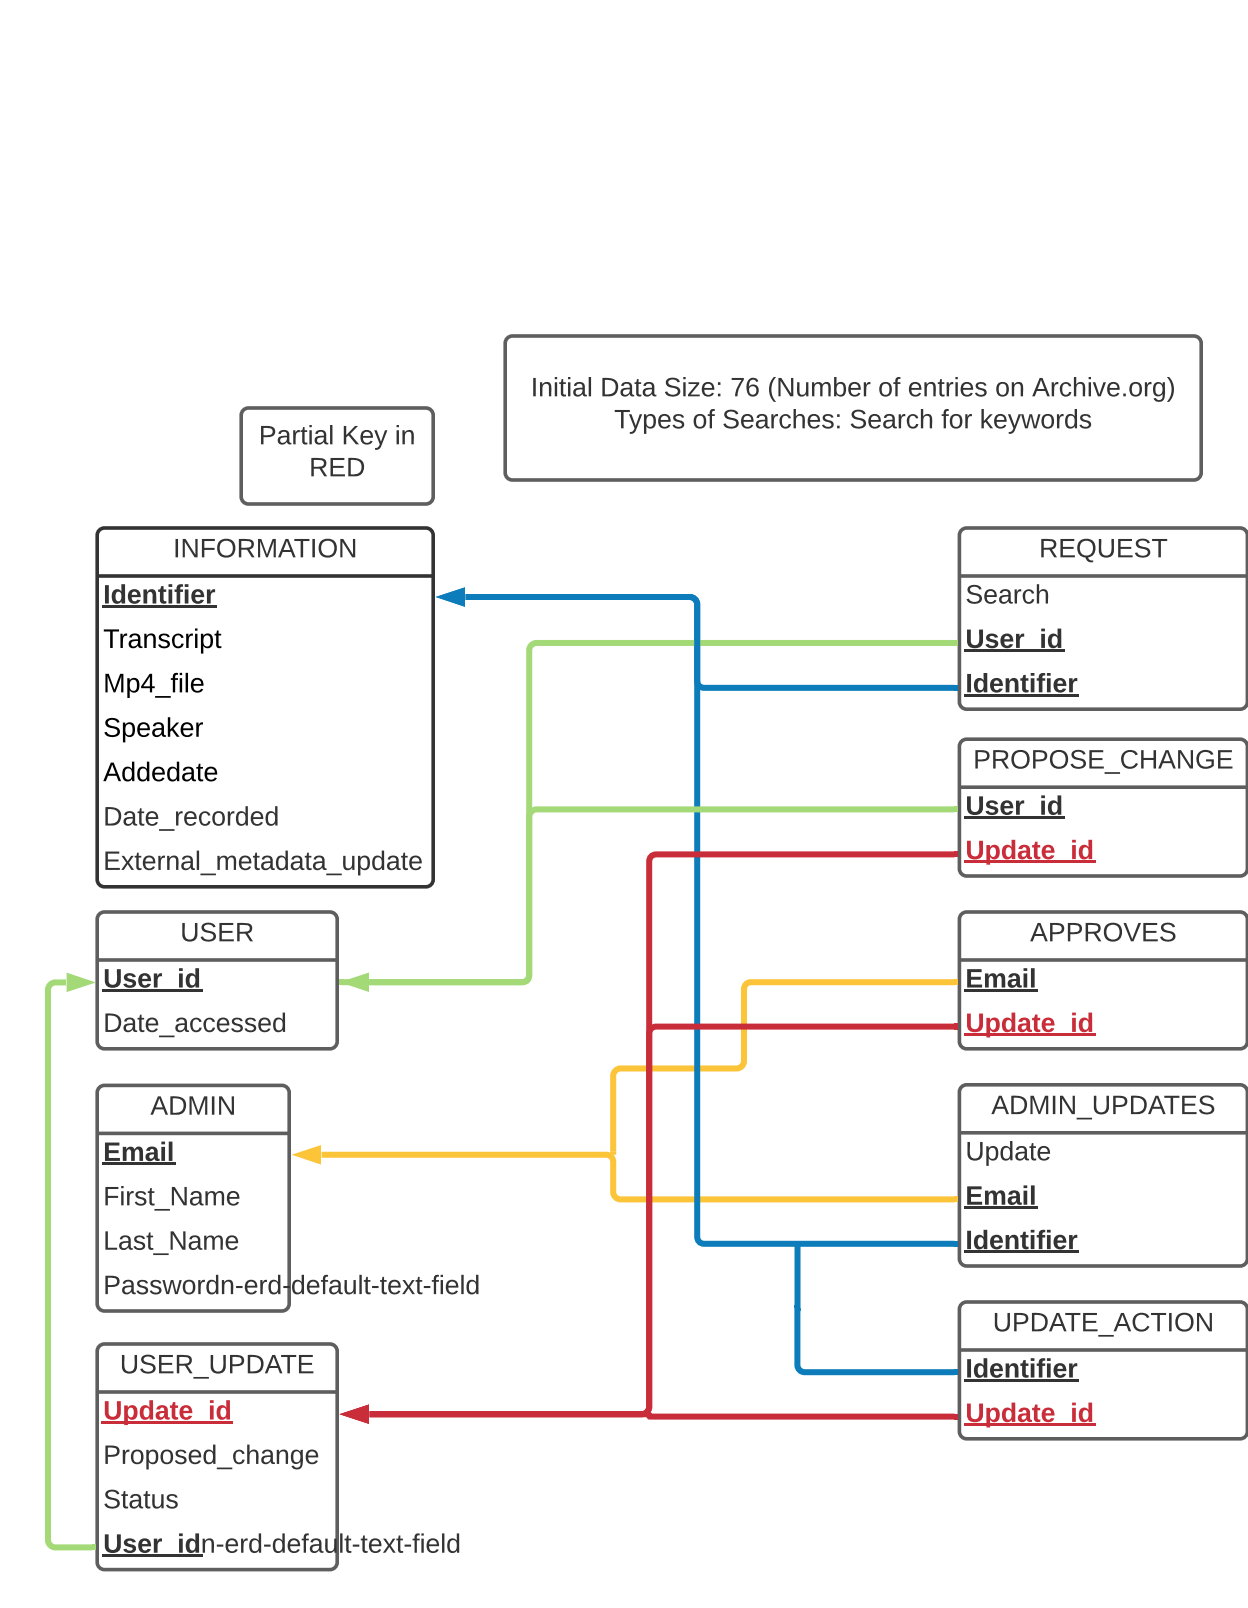 Initial Data Size: 76 (Number of entries on Archive.org)
Types of Searches: Search for keywords
Partial Key in
RED
INFORMATION
Identifier
Transcript
Mp4_file
Speaker
Addedate
Date_recorded
External_metadata_update
USER
User_id
Date_accessed
ADMIN
Email
First_Name
Last_Name
Passwordn-erd-default-text-field
USER_UPDATE
Update_id
Proposed_change
Status
User_idn-erd-default-text-field
REQUEST
Search
User_id
Identifier
PROPOSE_CHANGE
User_id
Update_id
APPROVES
Email
Update_id
ADMIN_UPDATES
Update
Email
Identifier
UPDATE_ACTION
Identifier
Update_id